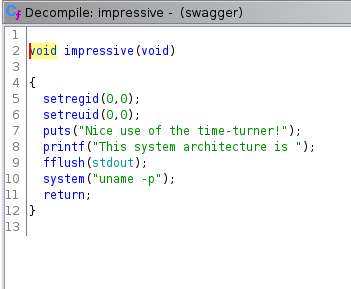 Decompile: impressive - (swagger)
1
2 void impressive(void)
3
4 {
5 setregid(0,0);
6 setreuid(0,0);
7 puts("Nice use of the time-turner!");
8 printf("This system architecture is ");
9 fflush(stdout);
10 system("uname -p");
11 return;
12 }
13